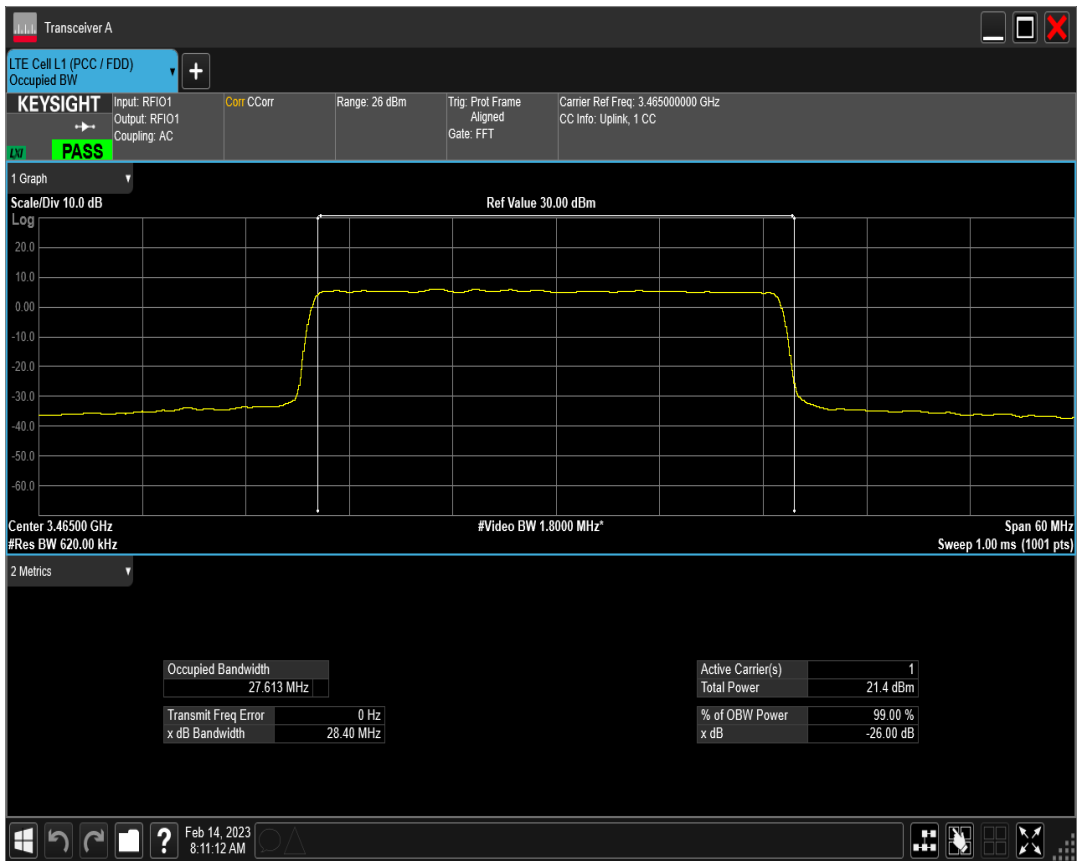 Transceiver A
LTE Cell L1 (PCC / FDD)
Occupied BW
KEYSIGHT
LXI
PASS
Input: RFIO1
Output: RFIO1
Coupling: AC
Corr CCorr
Range: 26 dBm
Trig: Prot Frame
Aligned
Gate: FFT
Carrier Ref Freq: 3.465000000 GHz
CC Info: Uplink, 1 CC
1 Graph
Scale/Div 10.0 dB
Ref Value 30.00 dBm
Log
20.0
10.0
0.00
-10.0
-20.0
-30.0
-40.0
-50.0
-60.0
Center 3.46500 GHz
#Video BW 1.8000 MHz*
Span 60 MHz
#Res BW 620.00 kHz
Sweep 1.00 ms (1001 pts)
2 Metrics
Occupied Bandwidth
27.613 MHz
Transmit Freq Error 0 Hz
x dB Bandwidth 28.40 MHz
Active Carrier(s) 1
Total Power 21.4 dBm
% of OBW Power 99.00 %
x dB -26.00 dB
Feb 14, 2023
8:11:12 AM